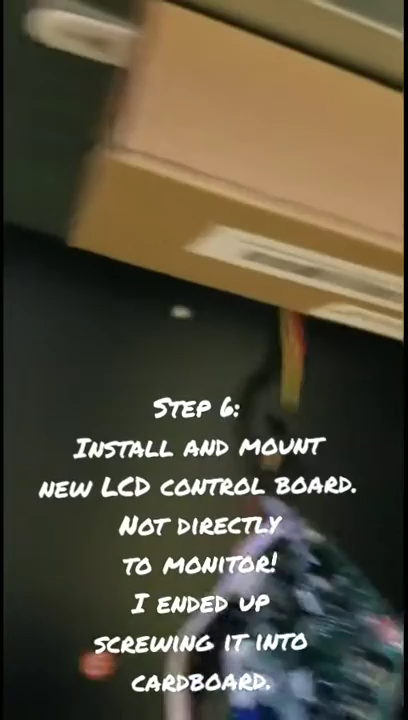 Step 6:
Install and mount
new LCD control board.
Not directly
to monitor!
I ended up
screwing it into
cardboard.